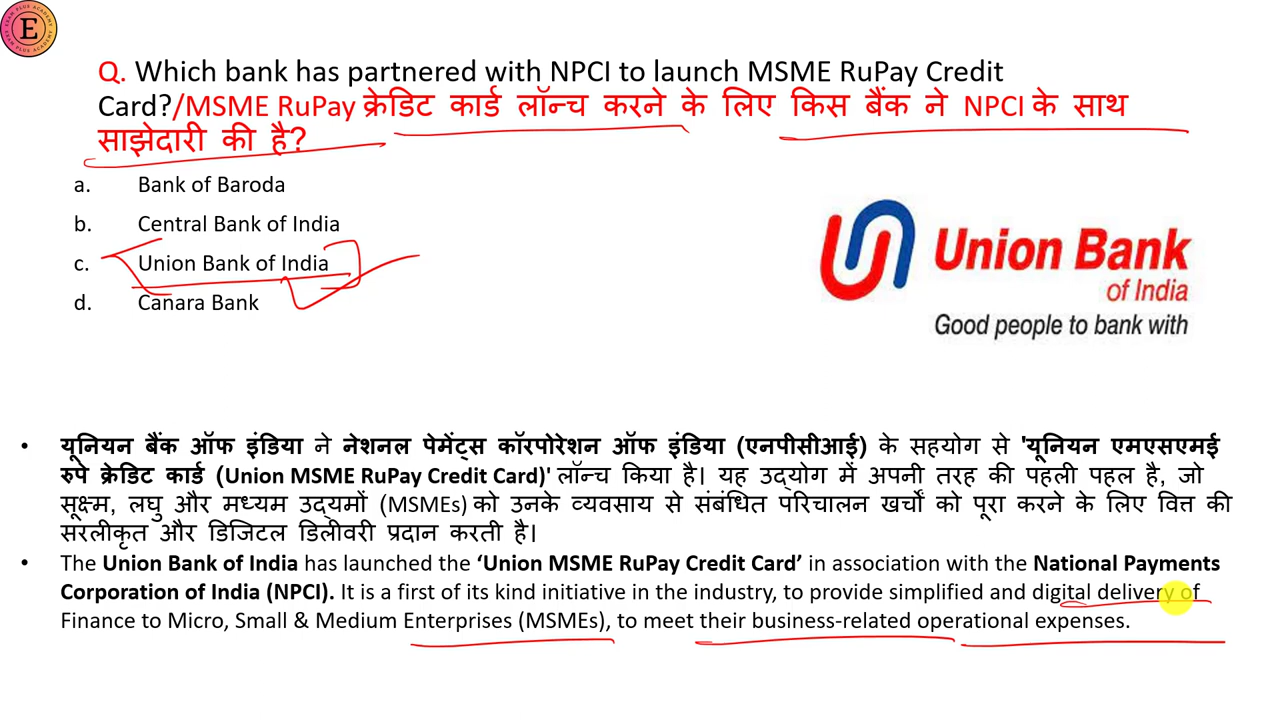 E
EXAM PLUS ACADEMY
Q. Which bank has partnered with NPCI to launch MSME RuPay Credit
Card?/MSME RuPay क्रेडिट कार्ड लॉन्च करने के लिए किस बैंक ने NPCI के साथ
साझेदारी की है?
a. Bank of Baroda
b. Central Bank of India
c. Union Bank of India
d. Canara Bank
Union Bank
of India
Good people to bank with
• यूनियन बैंक ऑफ इंडिया ने नेशनल पेमेंट्स कॉरपोरेशन ऑफ इंडिया (एनपीसीआई) के सहयोग से 'यूनियन एमएसएमई
रुपे क्रेडिट कार्ड (Union MSME RuPay Credit Card)' लॉन्च किया है। यह उद्योग में अपनी तरह की पहली पहल है, जो
सूक्ष्म, लघु और मध्यम उद्यमों (MSMEs) को उनके व्यवसाय से संबंधित परिचालन खर्चों को पूरा करने के लिए वित्त की
सरलीकृत और डिजिटल डिलीवरी प्रदान करती है।
• The Union Bank of India has launched the ‘Union MSME RuPay Credit Card’ in association with the National Payments
Corporation of India (NPCI). It is a first of its kind initiative in the industry, to provide simplified and digital delivery of
Finance to Micro, Small & Medium Enterprises (MSMEs), to meet their business-related operational expenses.